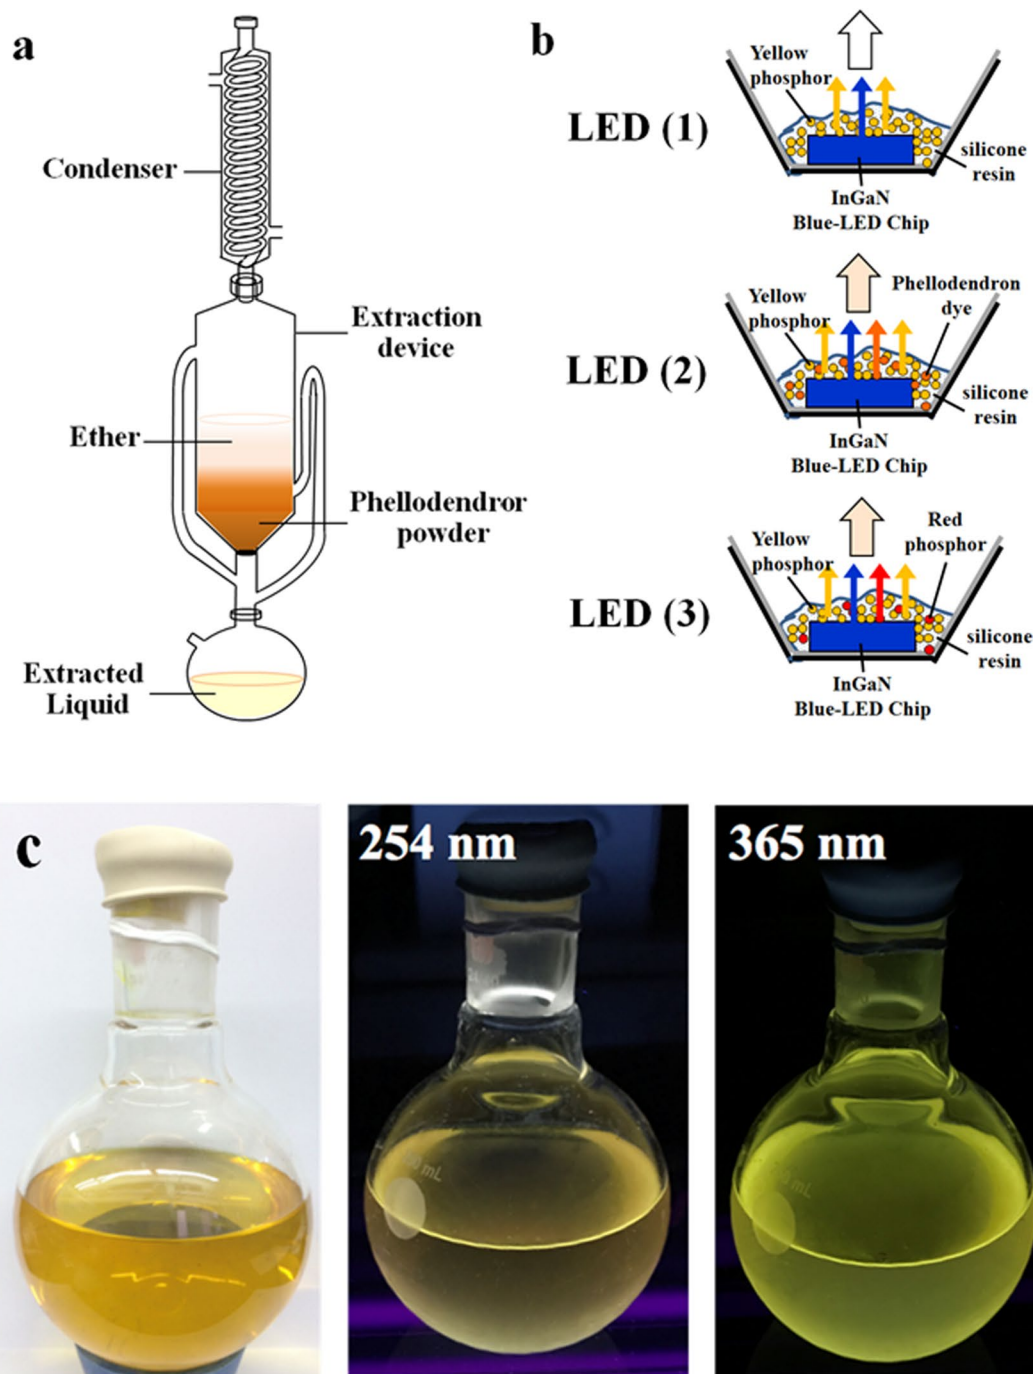 a
Condenser
Extraction
device
Ether
Phellodendror
powder
Extracted
Liquid
b
LED (1)
Yellow
phosphor
silicone
resin
InGaN
Blue-LED Chip
LED (2)
Yellow
phosphor
Phellodendron
dye
silicone
resin
InGaN
Blue-LED Chip
LED (3)
Yellow
phosphor
Red
phosphor
silicone
resin
InGaN
Blue-LED Chip
c
254 nm
365 nm